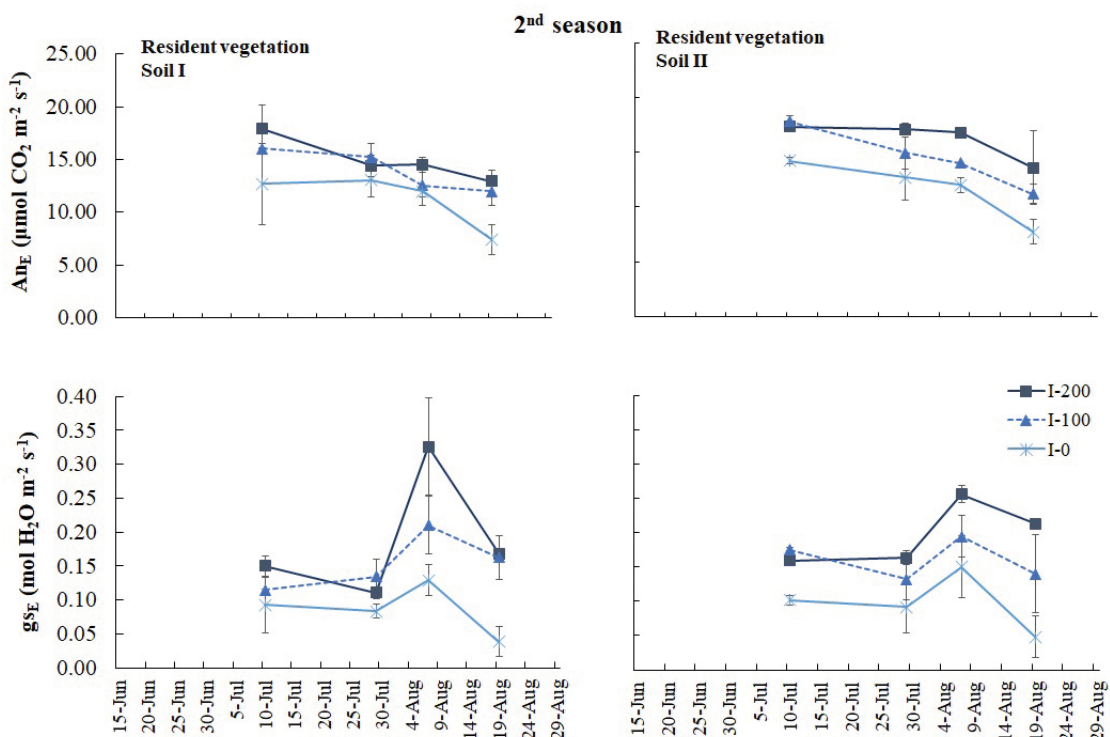 2nd season
Resident vegetation
Soil I
Resident vegetation
Soil II
AnE (µmol CO2 m-2 s-1)
25.00
20.00
15.00
10.00
5.00
0.00
gsE (mol H2O m-2 s-1)
0.40
0.35
0.30
0.25
0.20
0.15
0.10
0.05
0.00
I-200
I-100
I-0
15-Jun
20-Jun
25-Jun
30-Jun
5-Jul
10-Jul
15-Jul
20-Jul
25-Jul
30-Jul
4-Aug
9-Aug
14-Aug
19-Aug
24-Aug
29-Aug
15-Jun
20-Jun
25-Jun
30-Jun
5-Jul
10-Jul
15-Jul
20-Jul
25-Jul
30-Jul
4-Aug
9-Aug
14-Aug
19-Aug
24-Aug
29-Aug